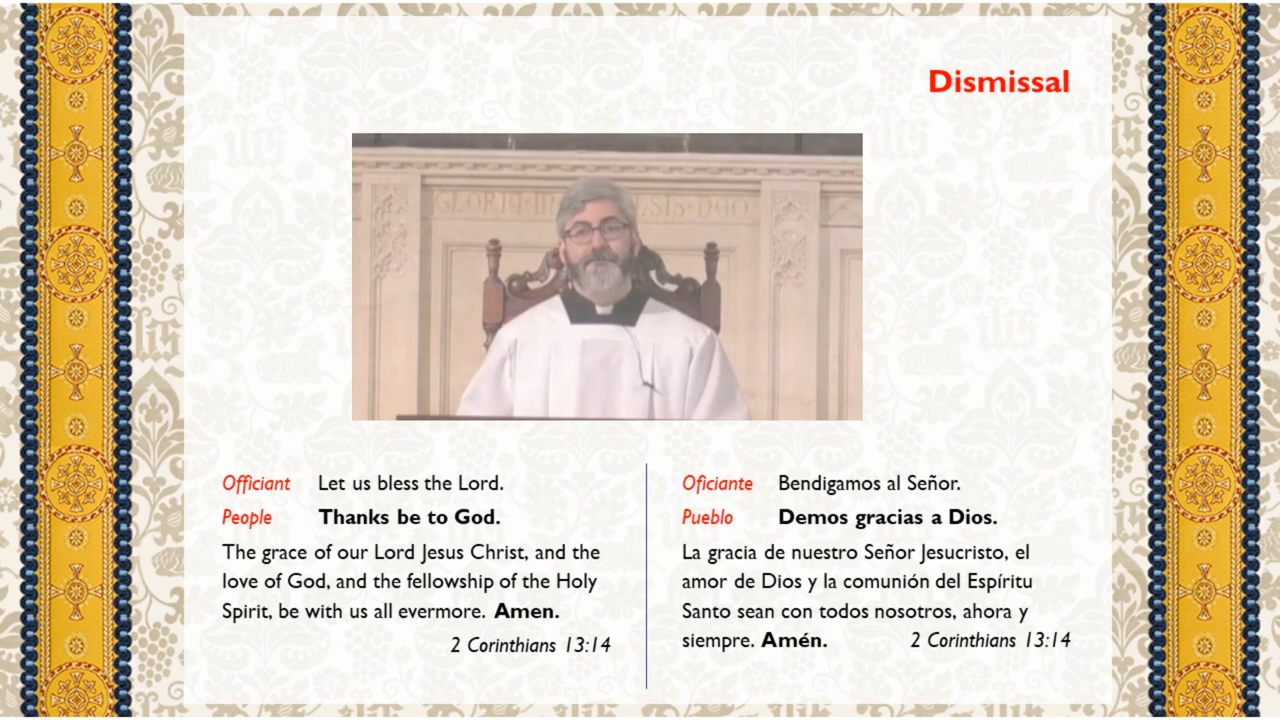 Dismissal
GLORIA IN
Officiant Let us bless the Lord.
People Thanks be to God.
The grace of our Lord Jesus Christ, and the
love of God, and the fellowship of the Holy
Spirit, be with us all evermore. Amen.
2 Corinthians 13:14
Oficiante Bendigamos al Señor.
Pueblo Demos gracias a Dios.
La gracia de nuestro Señor Jesucristo, el
amor de Dios y la comunión del Espíritu
Santo sean con todos nosotros, ahora y
siempre. Amén. 2 Corinthians 13:14